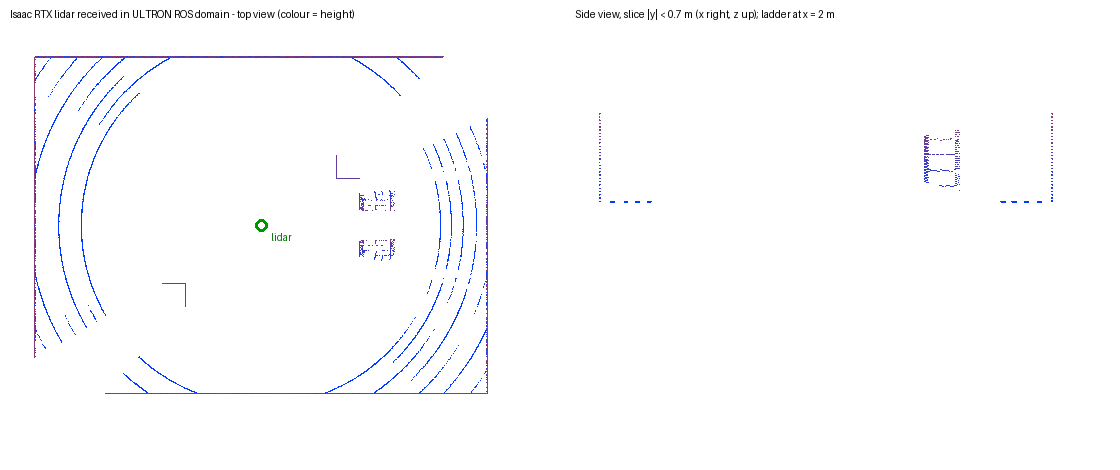 Isaac RTX lidar received in ULTRON ROS domain - top view (colour = height)
Side view, slice |y| < 0.7 m (x right, z up); ladder at x = 2 m
lidar